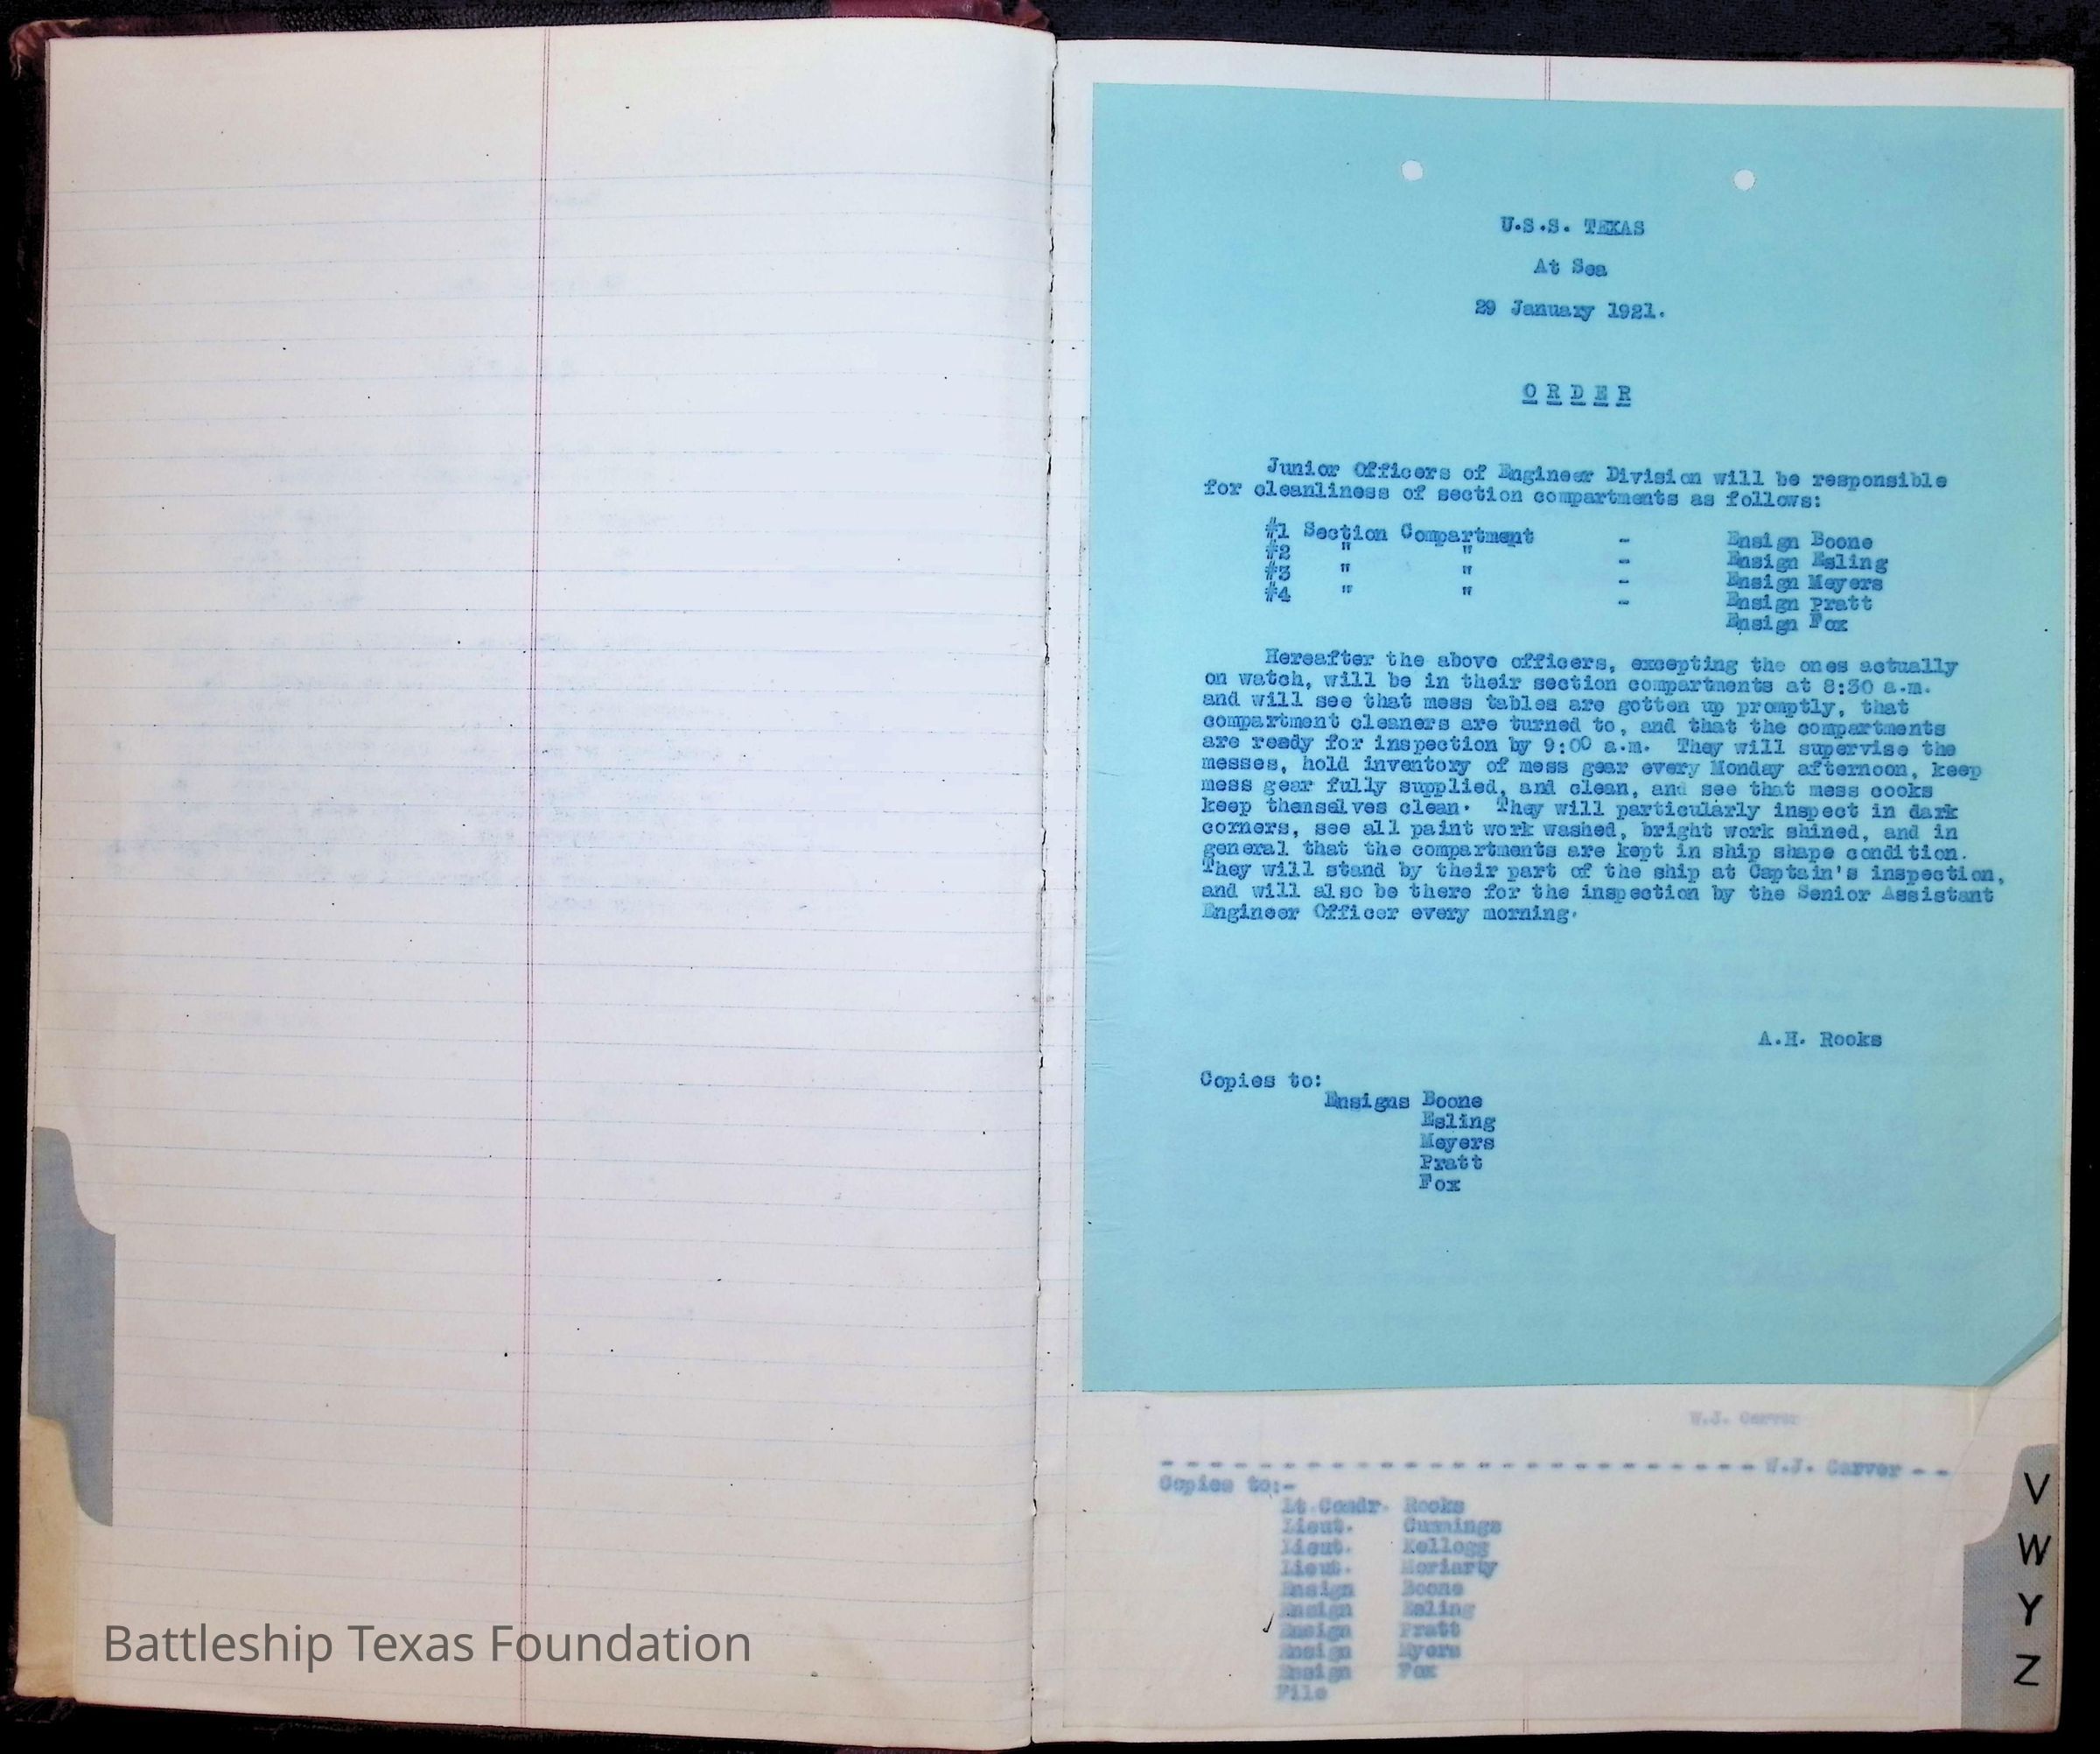 U.S.S. TEXAS
At Sea
29 January 1921.
O R D E R
Junior Officers of Engineer Division will be responsible
for cleanliness of section compartments as follows:
#1 Section Compartment - Ensign Boone
#2 " " - Ensign Esling
#3 " " - Ensign Meyers
#4 " " - Ensign Pratt
Ensign Fox
Hereafter the above officers, excepting the ones actually
on watch, will be in their section compartments at 8:30 a.m.
and will see that mess tables are gotten up promptly, that
compartment cleaners are turned to, and that the compartments
are ready for inspection by 9:00 a.m. They will supervise the
messes, hold inventory of mess gear every Monday afternoon, keep
mess gear fully supplied, and clean, and see that mess cooks
keep themselves clean. They will particularly inspect in dark
corners, see all paint work washed, bright work shined, and in
general that the compartments are kept in ship shape condition.
They will stand by their part of the ship at Captain's inspection,
and will also be there for the inspection by the Senior Assistant
Engineer Officer every morning.
A.H. Rooks
Copies to:
Ensigns Boone
Esling
Meyers
Pratt
Fox
W.J. Carver
- - - - - - - - - - - - - - - - - - - - - - - - - W.J. Carver - -
Copies to:-
Lt.Comdr. Rooks
Lieut. Cummings
Lieut. Kellogg
Lieut. Moriarty
Ensign Boone
Ensign Esling
Ensign Pratt
Ensign Myers
Ensign Fox
File
V
W
Y
Z
Battleship Texas Foundation